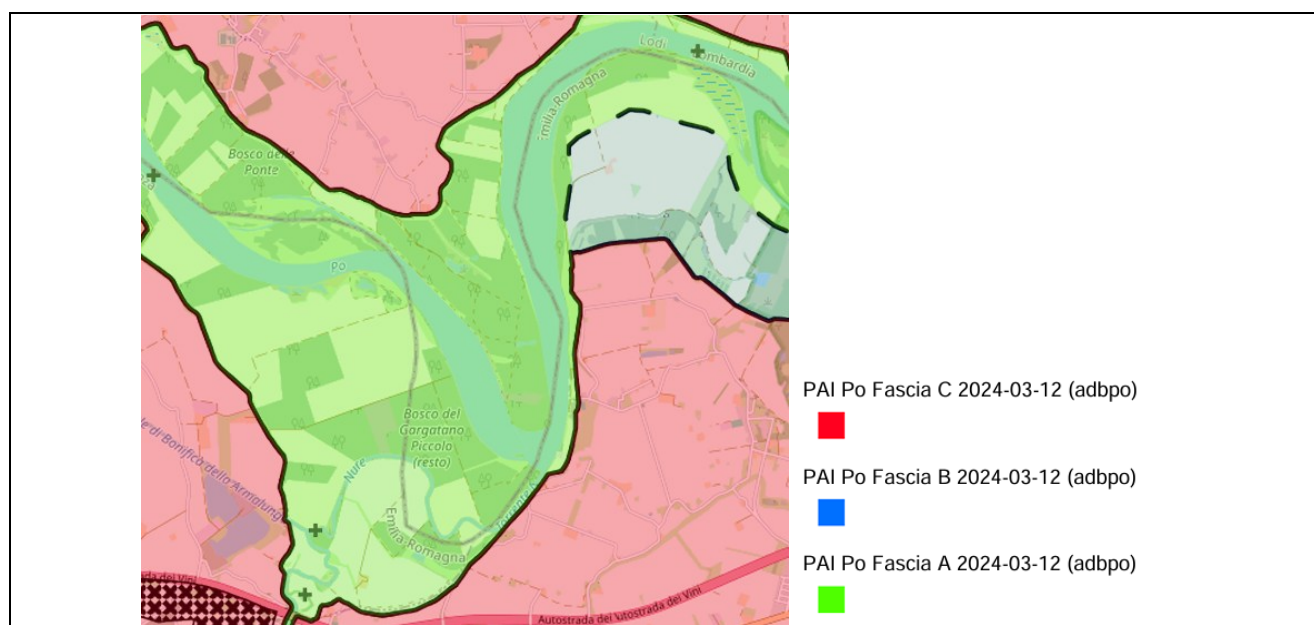 Lodi
Lombardia
Emilia Romagna
Bosco delle
Ponte
Po
Bosco del
Gargatano
Piccolo
(resto)
Nure
Emilia Romagna
Autostrada del Vini
PAI Po Fascia C 2024-03-12 (adbpo)
PAI Po Fascia B 2024-03-12 (adbpo)
PAI Po Fascia A 2024-03-12 (adbpo)